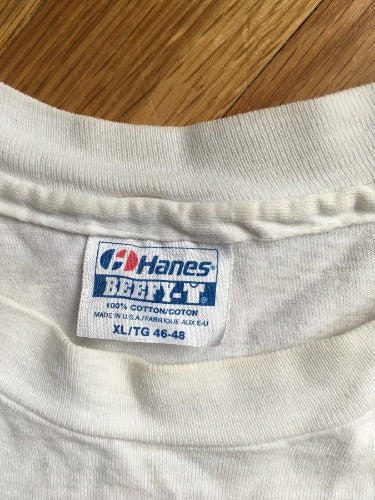 Hanes®
BEEFY-T®
100% COTTON/COTON
MADE IN U.S.A./FABRIQUE AUX E-U
XL/TG 46-48